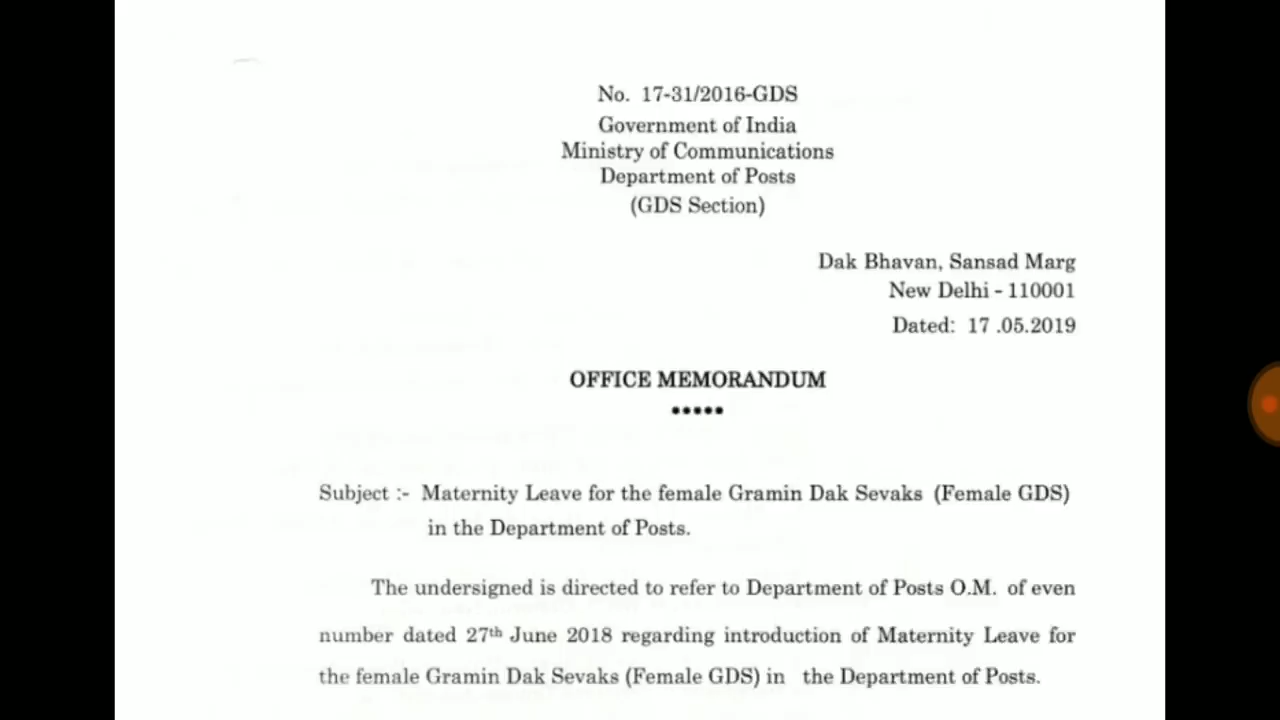 No. 17-31/2016-GDS
Government of India
Ministry of Communications
Department of Posts
(GDS Section)
Dak Bhavan, Sansad Marg
New Delhi - 110001
Dated: 17 .05.2019
OFFICE MEMORANDUM
•••••
Subject :- Maternity Leave for the female Gramin Dak Sevaks (Female GDS)
in the Department of Posts.
The undersigned is directed to refer to Department of Posts O.M. of even
number dated 27th June 2018 regarding introduction of Maternity Leave for
the female Gramin Dak Sevaks (Female GDS) in the Department of Posts.